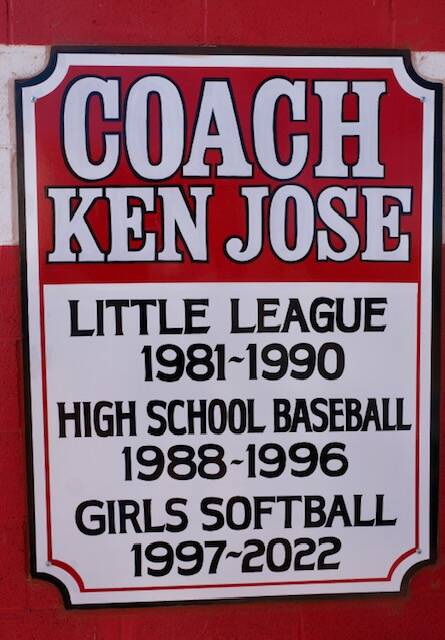 COACH
KEN JOSE
LITTLE LEAGUE
1981~1990
HIGH SCHOOL BASEBALL
1988~1996
GIRLS SOFTBALL
1997~2022